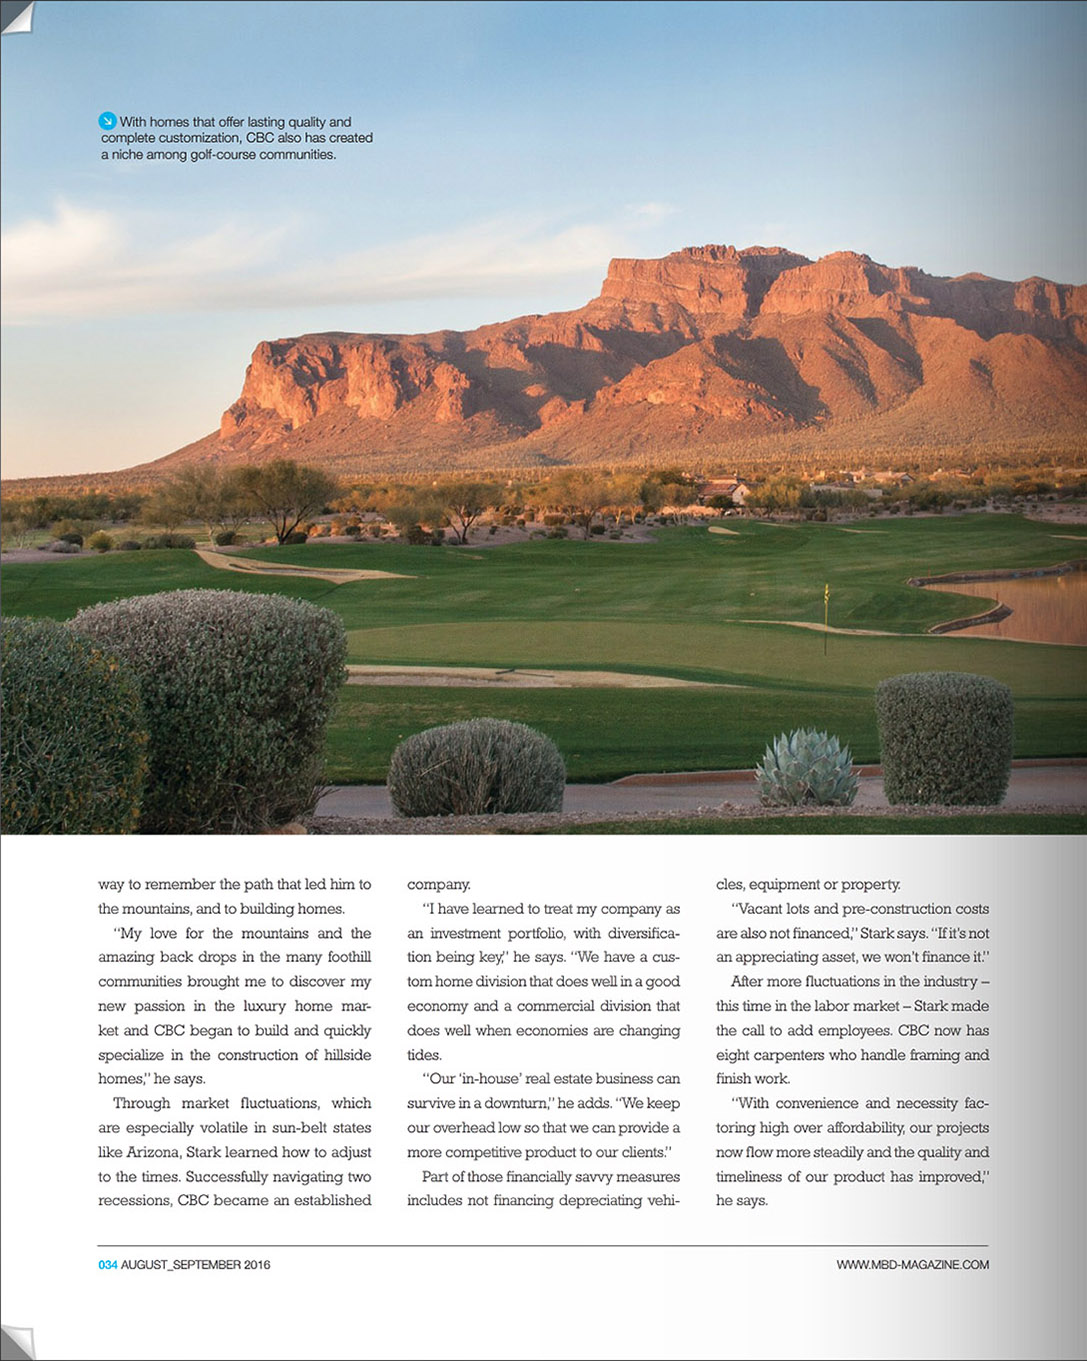 With homes that offer lasting quality and
complete customization, CBC also has created
a niche among golf-course communities.
way to remember the path that led him to
the mountains, and to building homes.
“My love for the mountains and the
amazing back drops in the many foothill
communities brought me to discover my
new passion in the luxury home mar-
ket and CBC began to build and quickly
specialize in the construction of hillside
homes,” he says.
Through market fluctuations, which
are especially volatile in sun-belt states
like Arizona, Stark learned how to adjust
to the times. Successfully navigating two
recessions, CBC became an established
company.
“I have learned to treat my company as
an investment portfolio, with diversifica-
tion being key,” he says. “We have a cus-
tom home division that does well in a good
economy and a commercial division that
does well when economies are changing
tides.
“Our ‘in-house’ real estate business can
survive in a downturn,” he adds. “We keep
our overhead low so that we can provide a
more competitive product to our clients.”
Part of those financially savvy measures
includes not financing depreciating vehi-
cles, equipment or property.
“Vacant lots and pre-construction costs
are also not financed,” Stark says. “If it’s not
an appreciating asset, we won’t finance it.”
After more fluctuations in the industry –
this time in the labor market – Stark made
the call to add employees. CBC now has
eight carpenters who handle framing and
finish work.
“With convenience and necessity fac-
toring high over affordability, our projects
now flow more steadily and the quality and
timeliness of our product has improved,”
he says.
034 AUGUST_SEPTEMBER 2016
WWW.MBD-MAGAZINE.COM